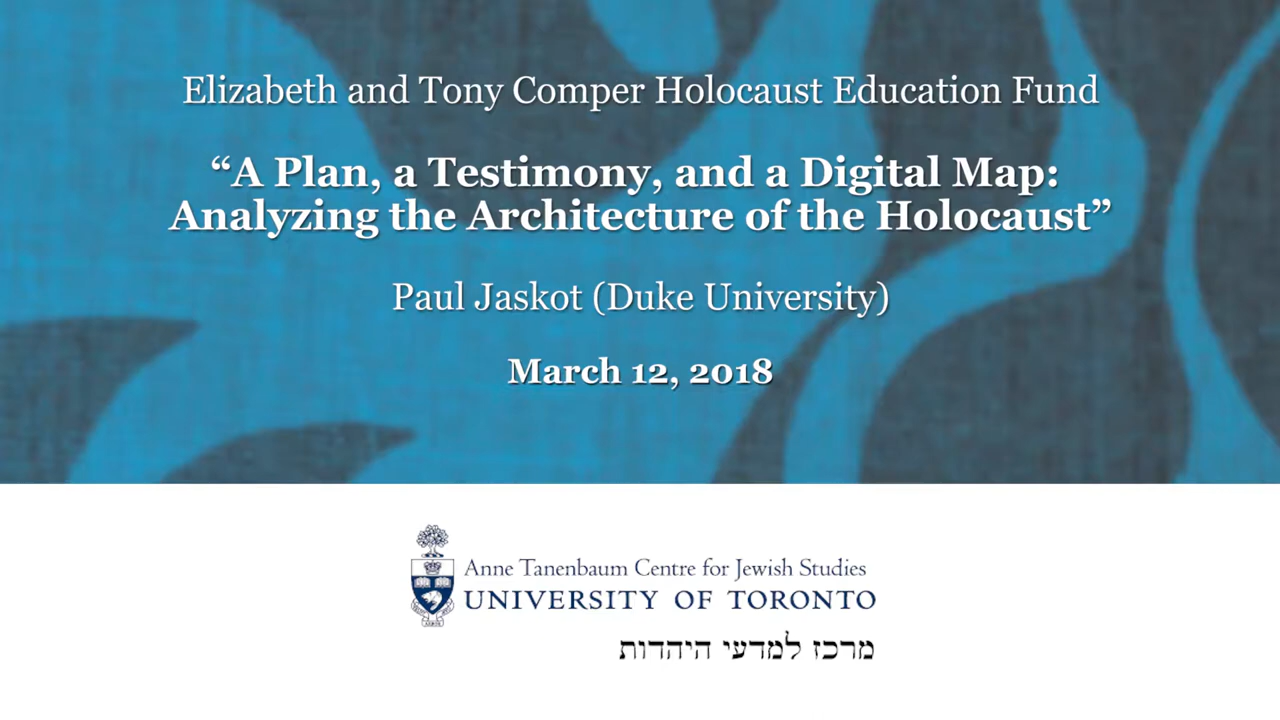 Elizabeth and Tony Comper Holocaust Education Fund
“A Plan, a Testimony, and a Digital Map:
Analyzing the Architecture of the Holocaust”
Paul Jaskot (Duke University)
March 12, 2018
Anne Tanenbaum Centre for Jewish Studies
UNIVERSITY OF TORONTO
מרכז למדעי היהדות